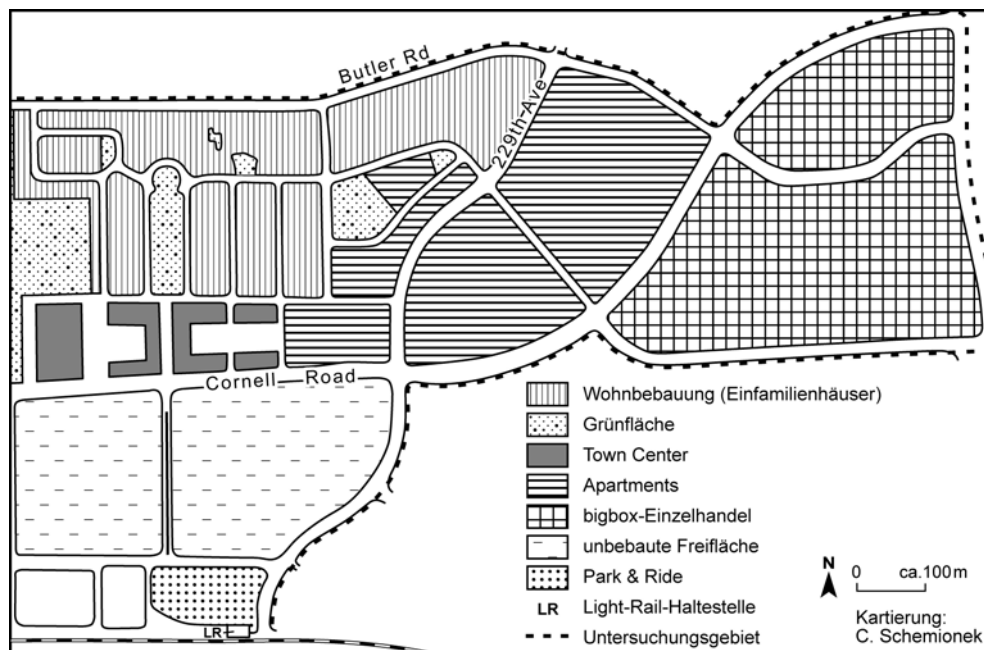 Butler Rd
229th Ave
Cornell Road
Wohnbebauung (Einfamilienhäuser)
Grünfläche
Town Center
Apartments
bigbox-Einzelhandel
unbebaute Freifläche
Park & Ride
LR Light-Rail-Haltestelle
Untersuchungsgebiet
N
0 ca.100m
Kartierung:
C. Schemionek
LR